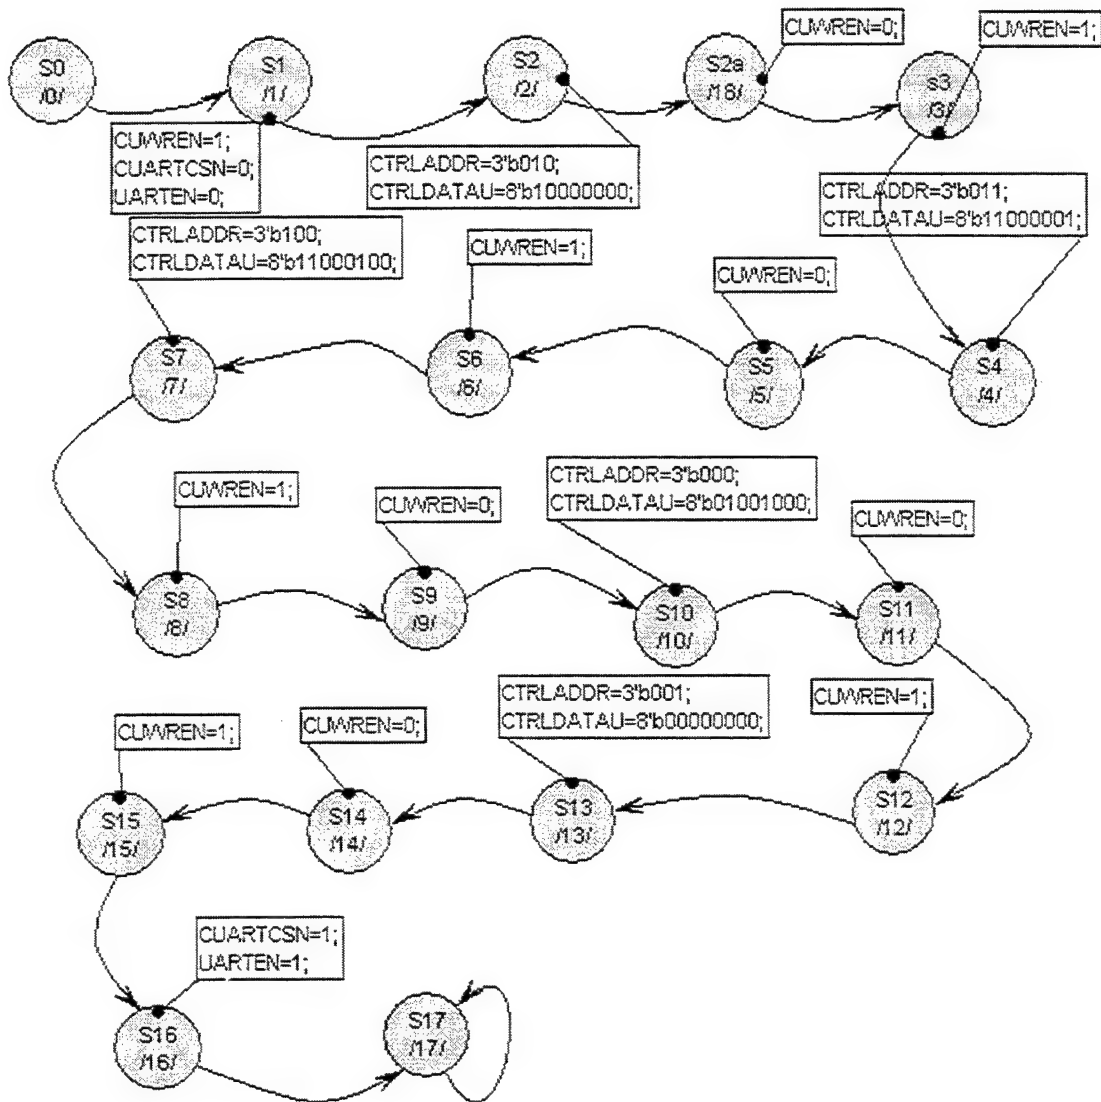 S0
/0/
S1
/1/
CUWREN=1;
CUARTCSN=0;
UARTEN=0;
S2
/2/
CTRLADDR=3'b010;
CTRLDATAU=8'b10000000;
S2a
/18/
CUWREN=0;
s3
/3/
CUWREN=1;
CTRLADDR=3'b011;
CTRLDATAU=8'b11000001;
S4
/4/
CUWREN=0;
S5
/5/
CUWREN=1;
S6
/6/
CTRLADDR=3'b100;
CTRLDATAU=8'b11000100;
S7
/7/
CUWREN=1;
S8
/8/
CUWREN=0;
S9
/9/
CTRLADDR=3'b000;
CTRLDATAU=8'b01001000;
S10
/10/
CUWREN=0;
S11
/11/
CUWREN=1;
S12
/12/
CTRLADDR=3'b001;
CTRLDATAU=8'b00000000;
S13
/13/
CUWREN=0;
S14
/14/
CUWREN=1;
S15
/15/
CUARTCSN=1;
UARTEN=1;
S16
/16/
S17
/17/